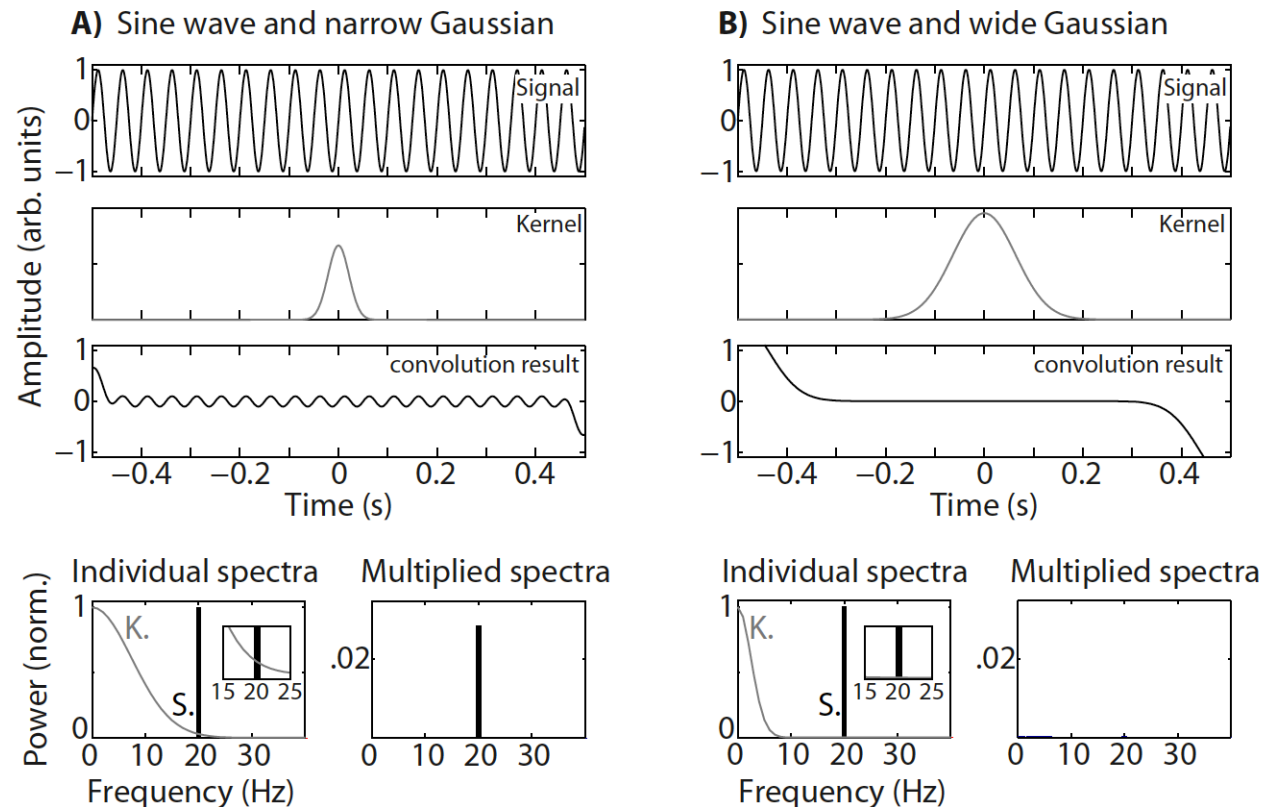 A) Sine wave and narrow Gaussian
B) Sine wave and wide Gaussian
Amplitude (arb. units)
1
0
−1
Signal
Kernel
1
0
−1
convolution result
−0.4 −0.2 0 0.2 0.4
Time (s)
1
0
−1
Signal
Kernel
1
0
−1
convolution result
−0.4 −0.2 0 0.2 0.4
Time (s)
Power (norm.)
Individual spectra
1
0
K.
S.
15 20 25
0 10 20 30
Frequency (Hz)
Multiplied spectra
.02
0 10 20 30
Individual spectra
1
0
K.
S.
15 20 25
0 10 20 30
Frequency (Hz)
Multiplied spectra
.02
0 10 20 30